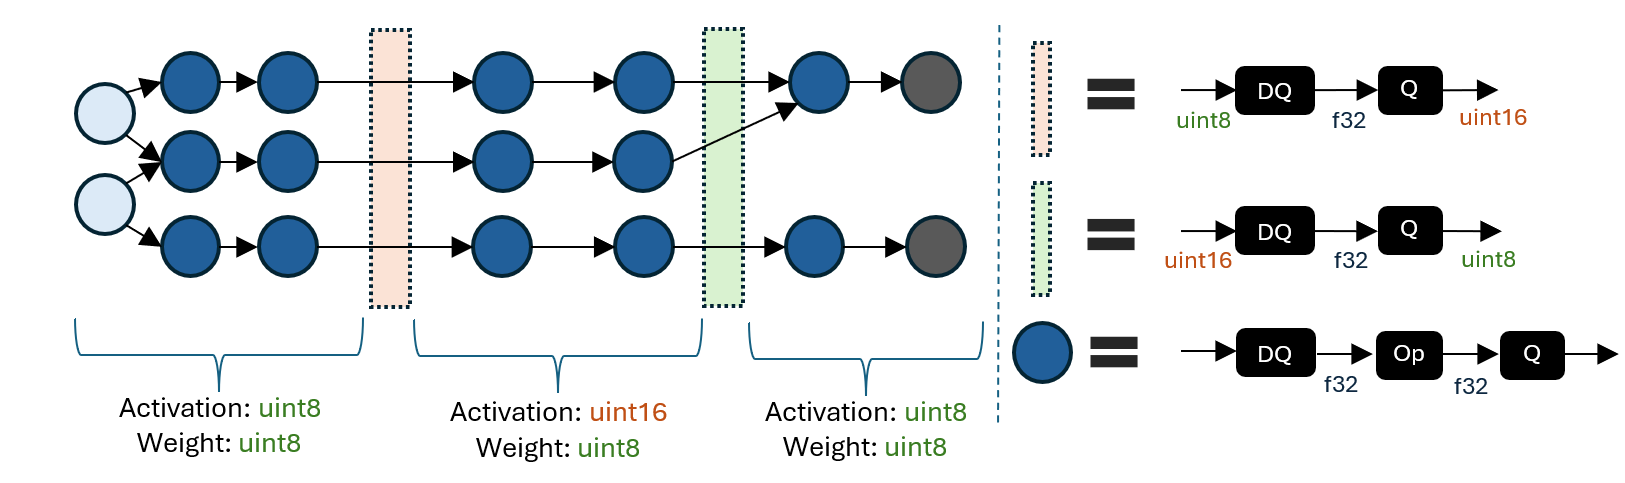 DQ
Q
uint8
f32
uint16
DQ
Q
uint16
f32
uint8
DQ
Op
Q
f32
f32
Activation: uint8
Weight: uint8
Activation: uint16
Weight: uint8
Activation: uint8
Weight: uint8